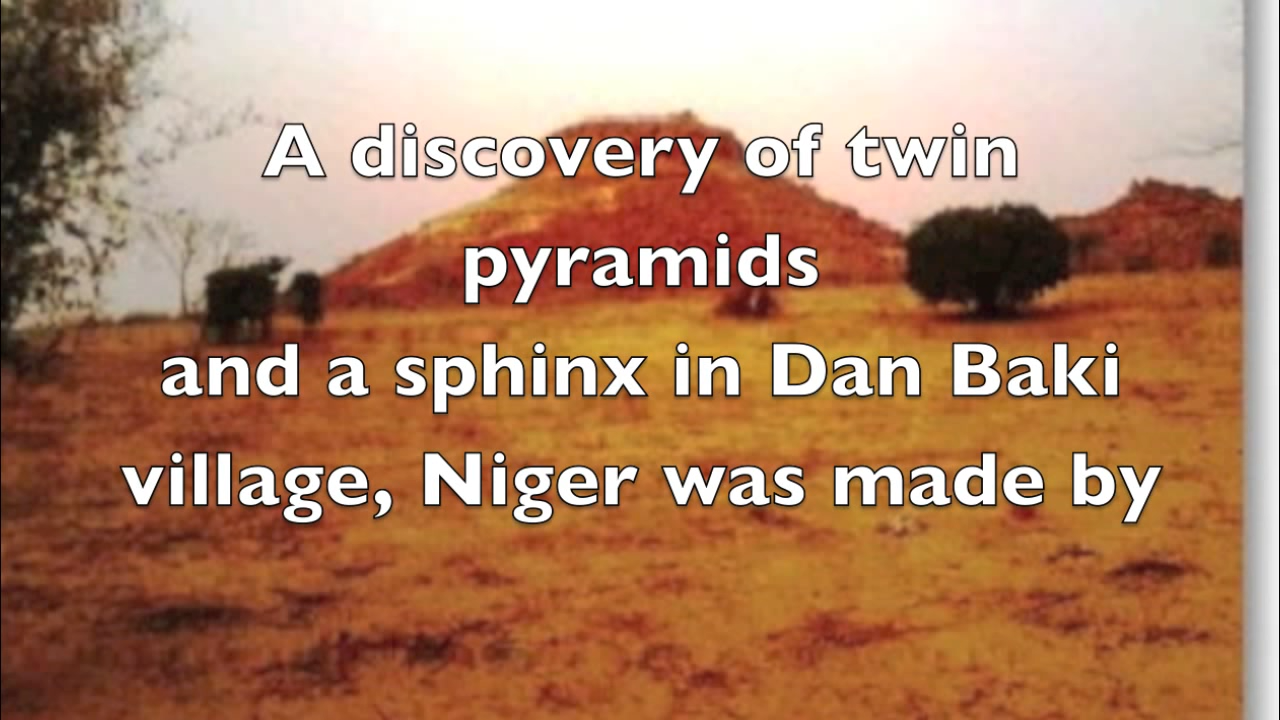 A discovery of twin
pyramids
and a sphinx in Dan Baki
village, Niger was made by